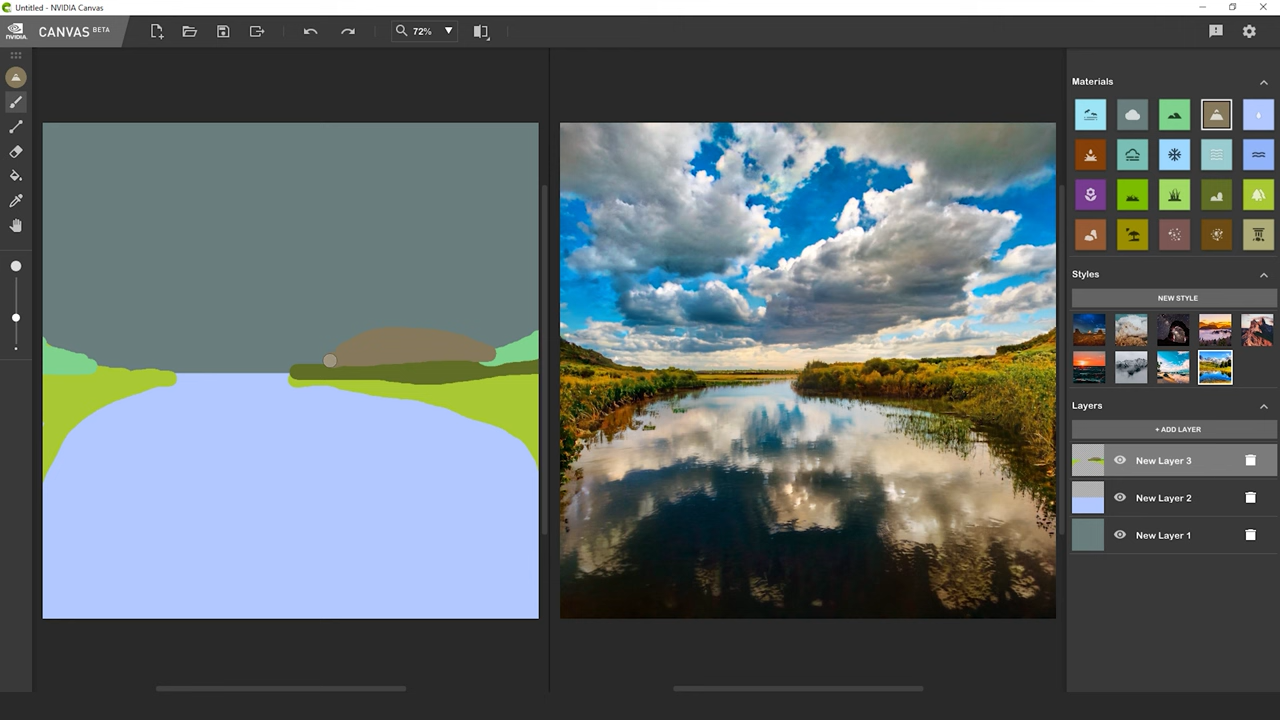 Untitled - NVIDIA Canvas
NVIDIA
CANVAS BETA
72%
Materials
Styles
NEW STYLE
Layers
+ ADD LAYER
New Layer 3
New Layer 2
New Layer 1